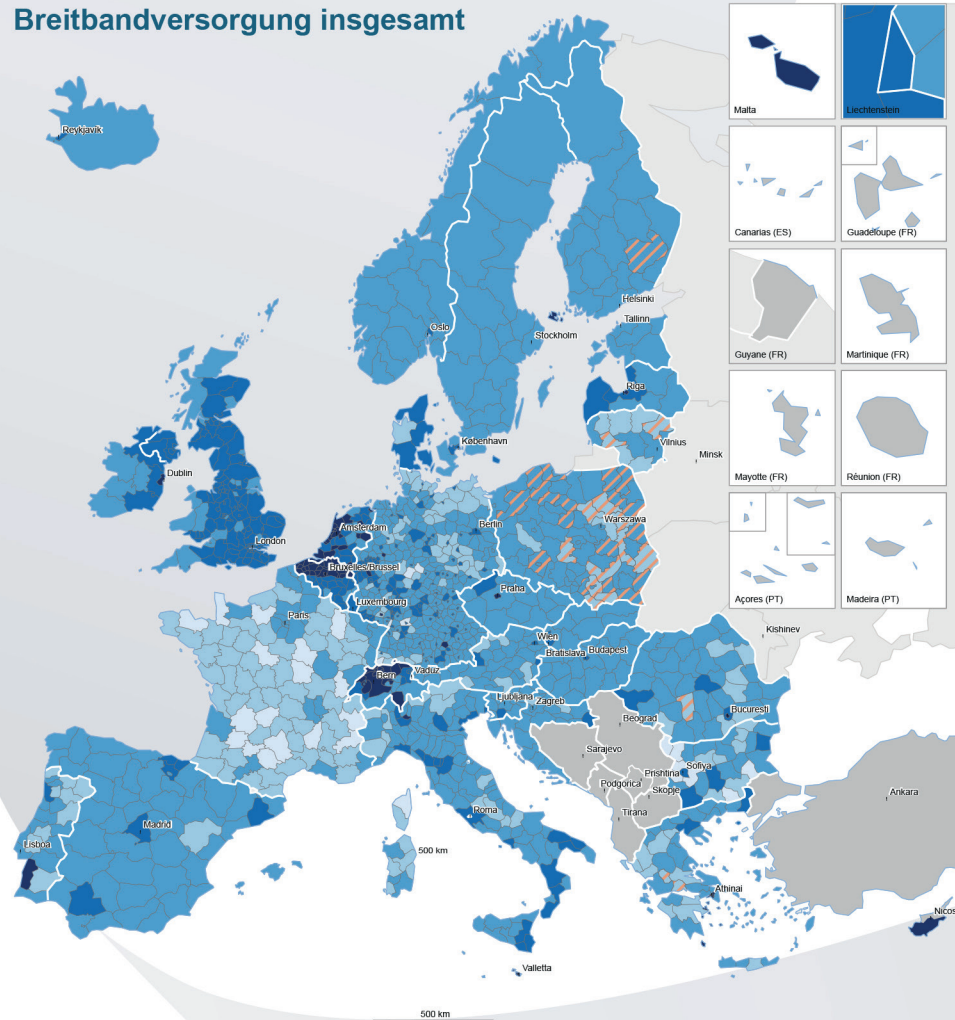 Breitbandversorgung insgesamt
Malta
Liechtenstein
Reykjavik
Canarias (ES)
Guadeloupe (FR)
Helsinki
Tallinn
Oslo
Stockholm
Guyane (FR)
Martinique (FR)
Riga
København
Vilnius
Minsk
Dublin
Mayotte (FR)
Réunion (FR)
Amsterdam
Berlin
Warszawa
London
Bruxelles/Brussel
Praha
Luxembourg
Açores (PT)
Madeira (PT)
Paris
Kishinev
Wien
Bratislava
Budapest
Bern
Vaduz
Ljubljana
Zagreb
Bucuresti
Beograd
Sarajevo
Sofiya
Prishtina
Podgorica
Skopje
Ankara
Roma
Tirana
Madrid
Lisboa
500 km
Athinai
Nicos
Valletta
500 km